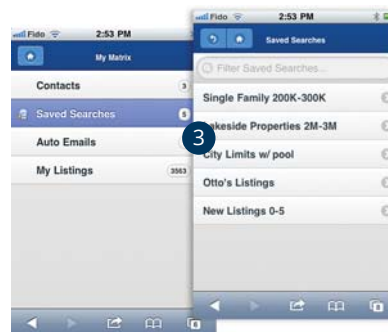 Fido 2:53 PM
My Matrix
Contacts 3
Saved Searches 5
Auto Emails
My Listings 3563
Fido 2:53 PM
Saved Searches
Filter Saved Searches...
Single Family 200K-300K
Lakeside Properties 2M-3M
3
City Limits w/ pool
Otto's Listings
New Listings 0-5